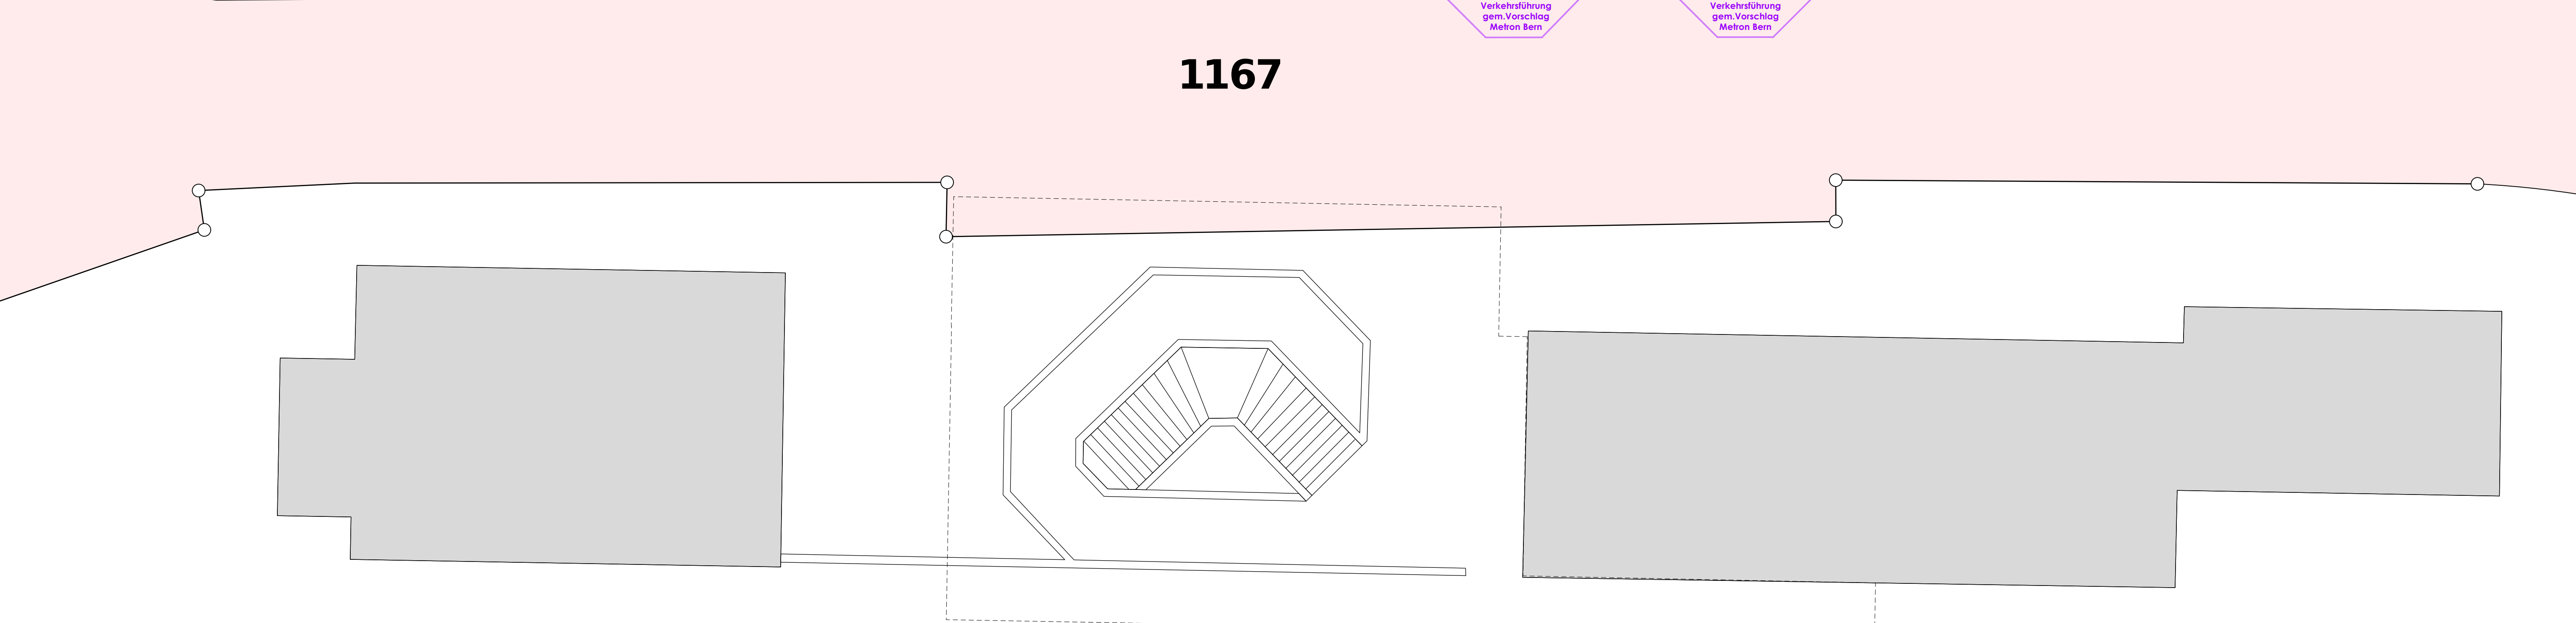 Verkehrsführung
gem.Vorschlag
Metron Bern
Verkehrsführung
gem.Vorschlag
Metron Bern
1167